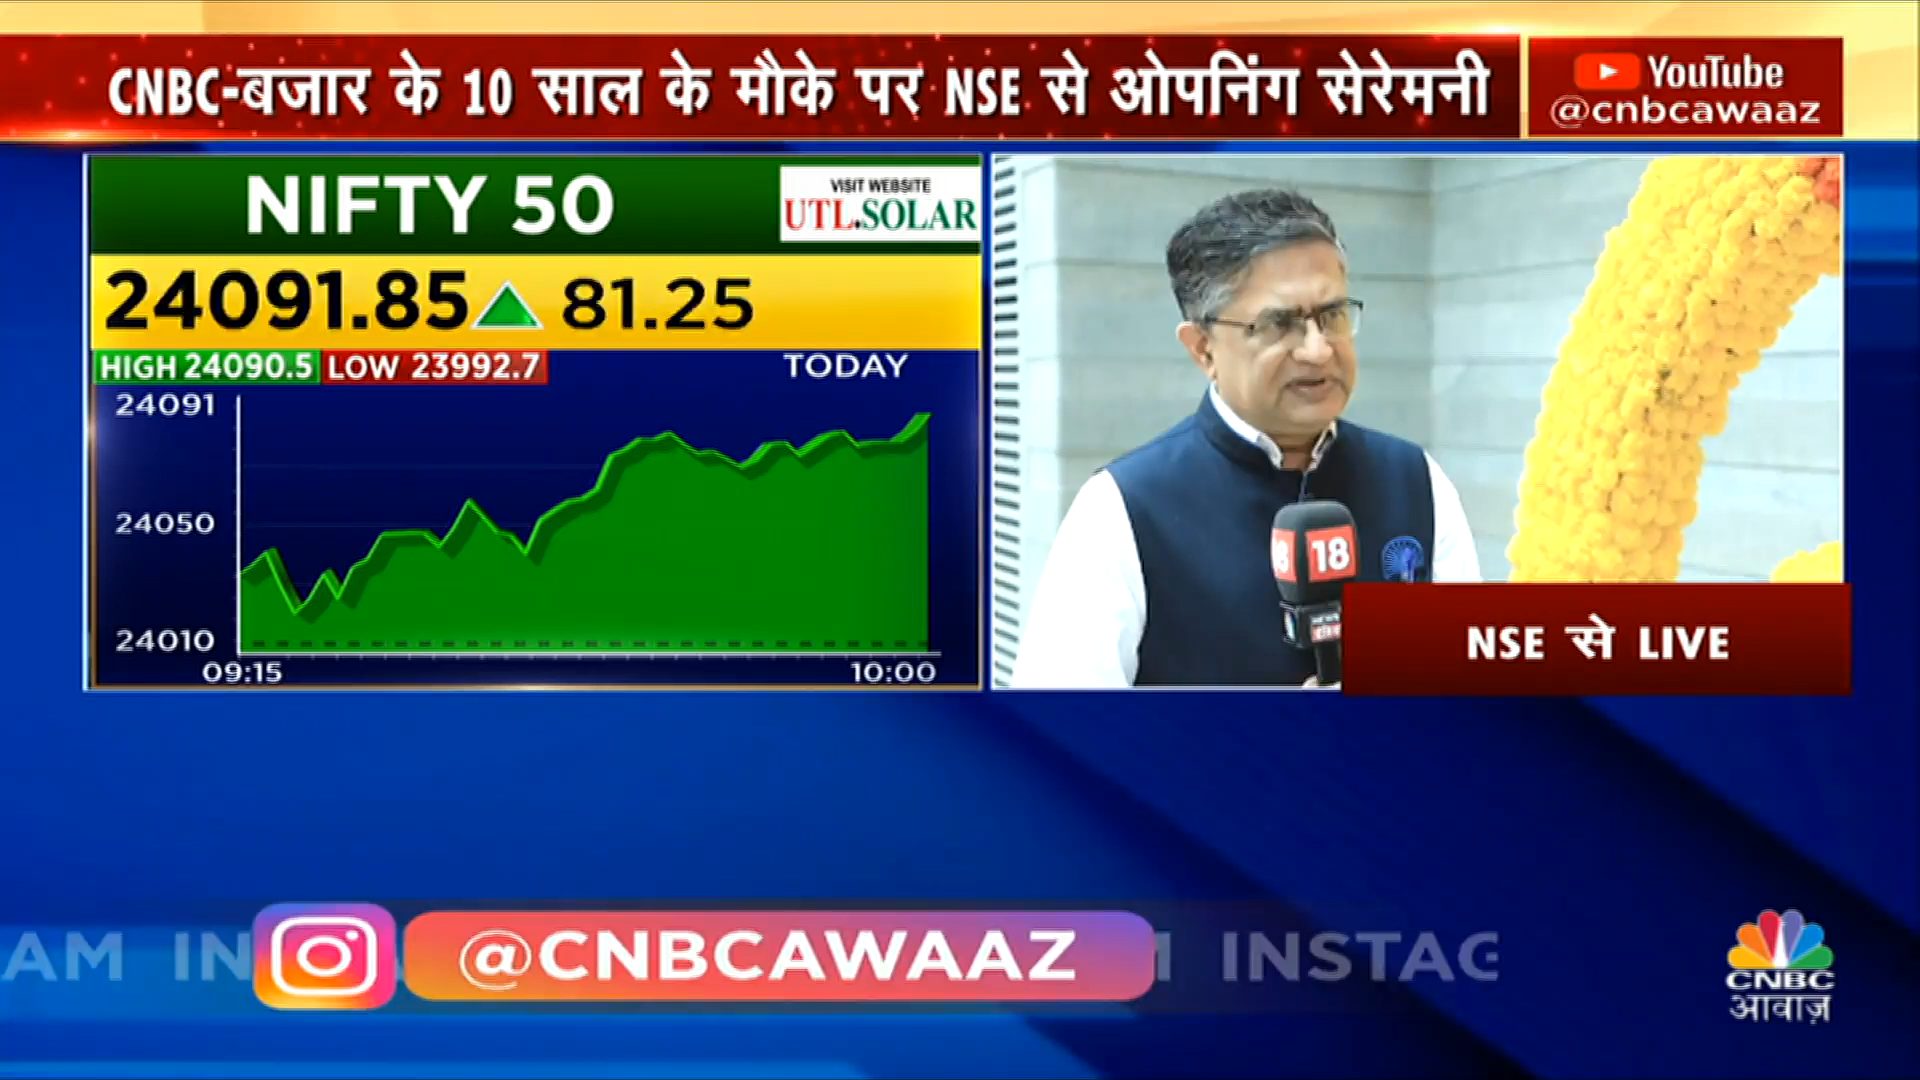 CNBC-बजार के 10 साल के मौके पर NSE से ओपनिंग सेरेमनी
YouTube
@cnbcawaaz
NIFTY 50
VISIT WEBSITE
UTL.SOLAR
24091.85 81.25
HIGH 24090.5 LOW 23992.7 TODAY
24091
24050
24010
09:15 10:00
18
NSE से LIVE
AM IN @CNBCAWAAZ INSTAG
CNBC
आवाज़